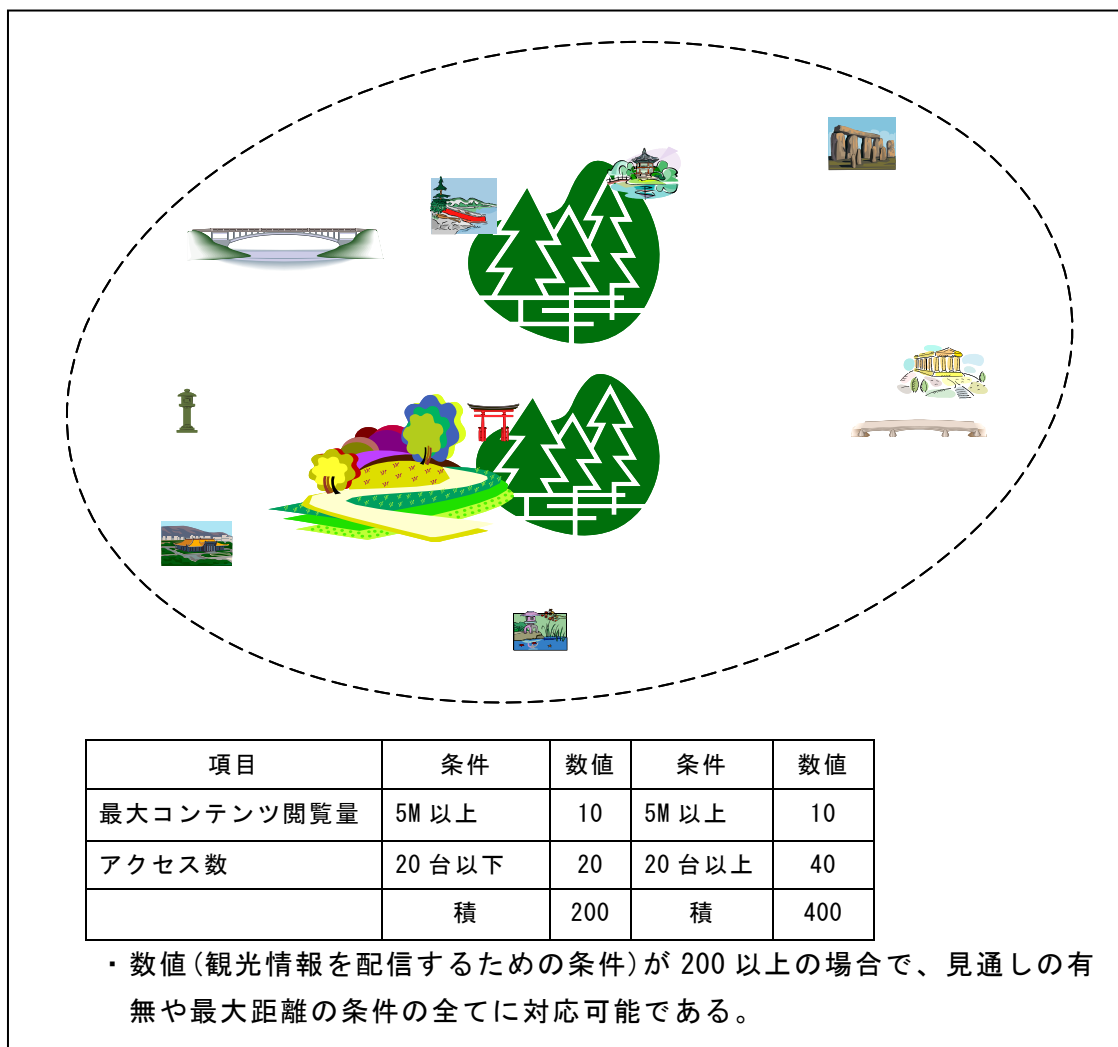 項目 条件 数値 条件 数値
最大コンテンツ閲覧量 5M以上 10 5M以上 10
アクセス数 20台以下 20 20台以上 40
積 200 積 400
・数値(観光情報を配信するための条件)が200以上の場合で、見通しの有
無や最大距離の条件の全てに対応可能である。